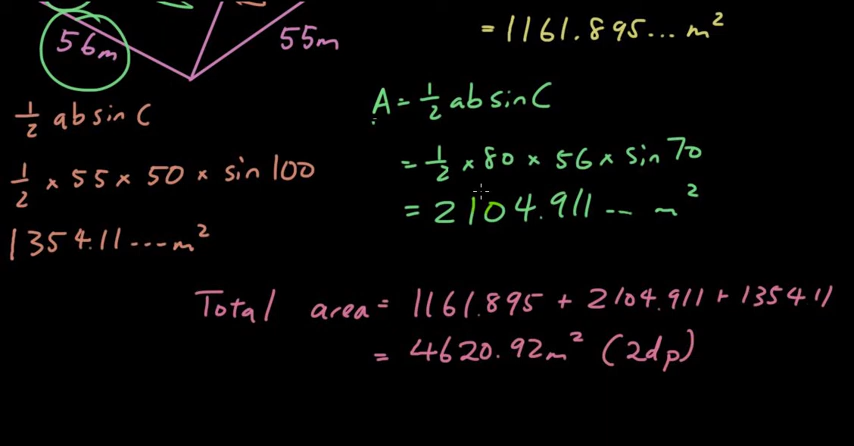 = 1161.895... m²
56m
55m
½ ab sin C
½ × 55 × 50 × sin 100
1354.11---m²
A = ½ ab sin C
= ½ × 80 × 56 × sin 70
= 2104.911 -- m²
Total area = 1161.895 + 2104.911 + 1354 11
= 4620.92m² (2dp)